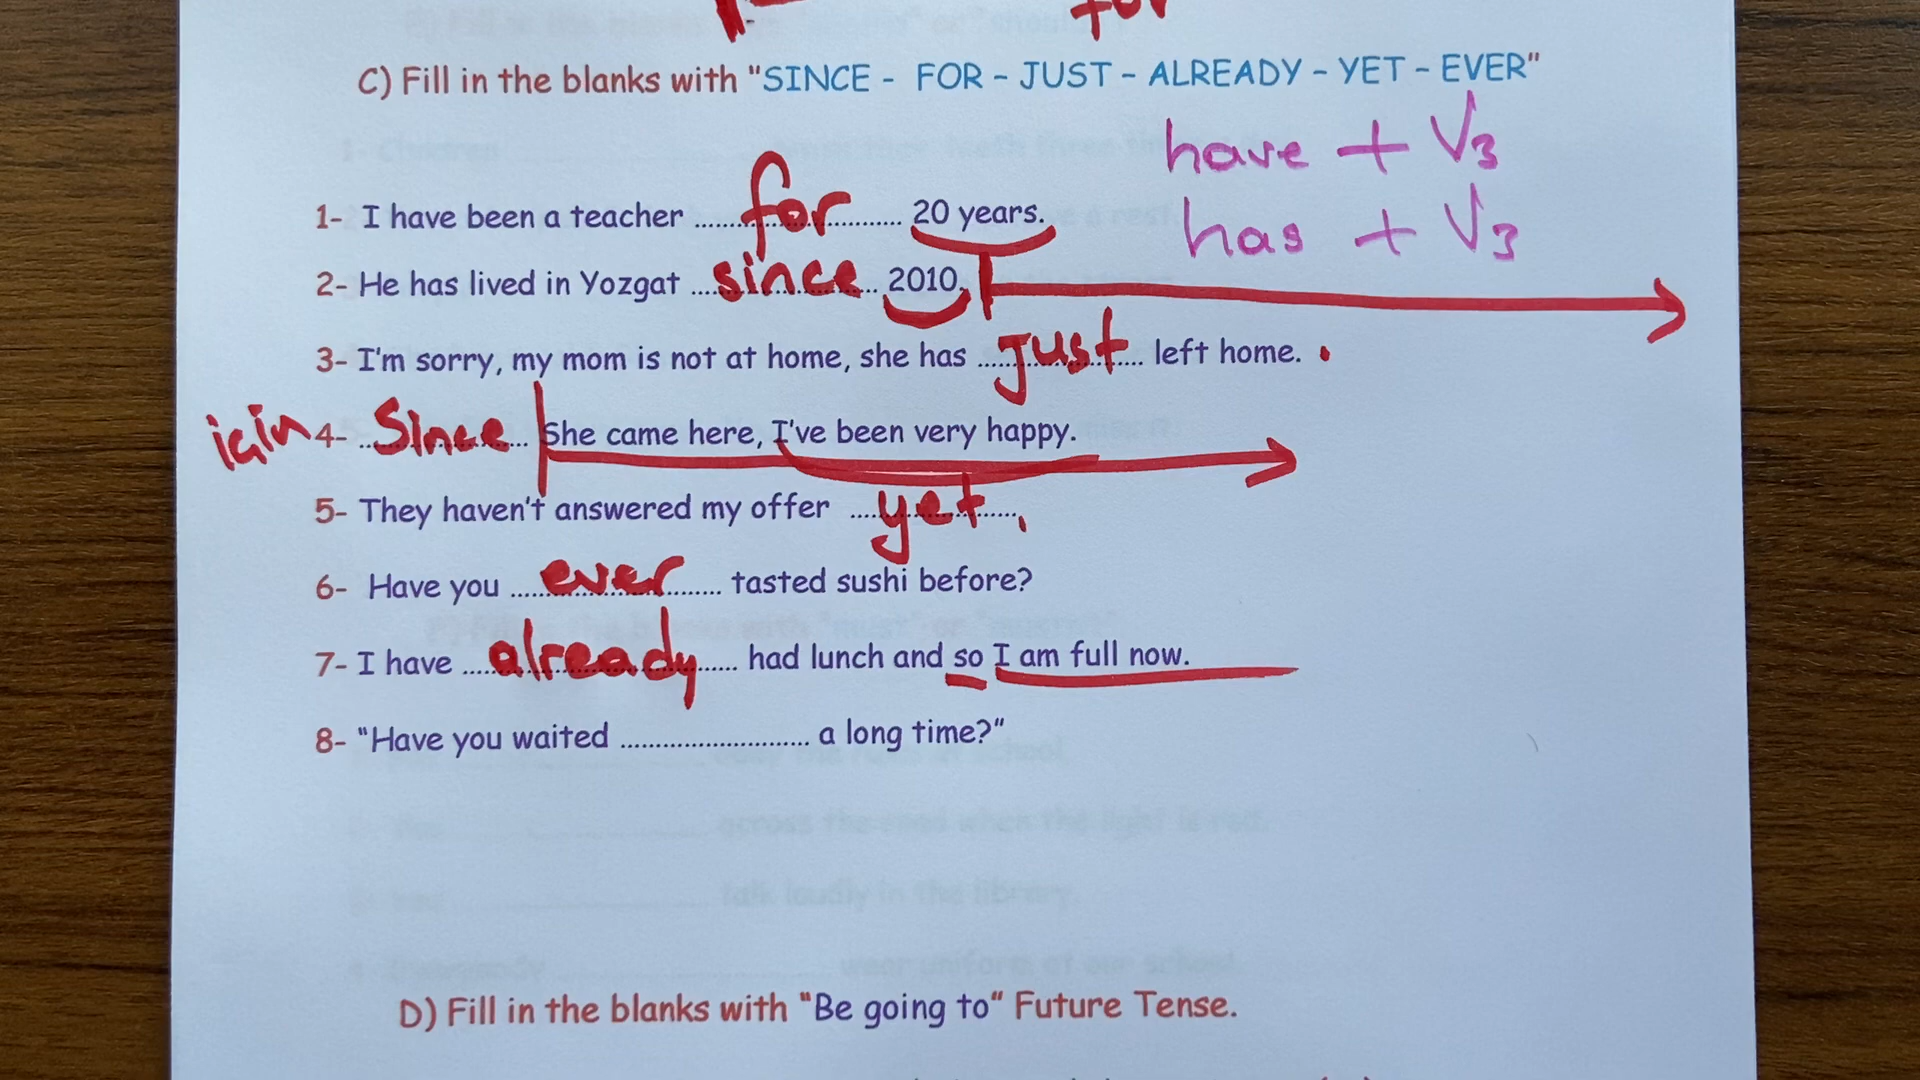 for
C) Fill in the blanks with "SINCE - FOR - JUST - ALREADY - YET - EVER"
have + V3
has + V3
1- I have been a teacher ......for...... 20 years.
2- He has lived in Yozgat ......since...... 2010.
3- I'm sorry, my mom is not at home, she has ......just...... left home.
için 4- ......Since...... She came here, I've been very happy.
5- They haven't answered my offer ......yet......
6- Have you ......ever...... tasted sushi before?
7- I have ......already...... had lunch and so I am full now.
8- "Have you waited ............................ a long time?"
D) Fill in the blanks with "Be going to" Future Tense.